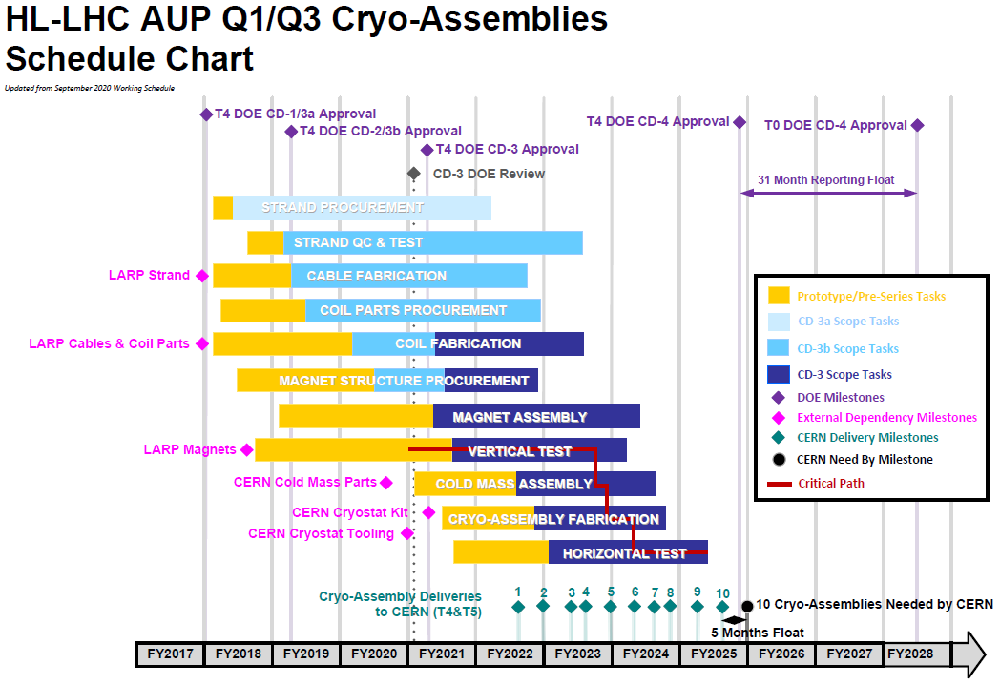 HL-LHC AUP Q1/Q3 Cryo-Assemblies
Schedule Chart
Updated from September 2020 Working Schedule
T4 DOE CD-1/3a Approval
T4 DOE CD-2/3b Approval
T4 DOE CD-3 Approval
CD-3 DOE Review
T4 DOE CD-4 Approval
T0 DOE CD-4 Approval
31 Month Reporting Float
STRAND PROCUREMENT
STRAND QC & TEST
LARP Strand
CABLE FABRICATION
COIL PARTS PROCUREMENT
LARP Cables & Coil Parts
COIL FABRICATION
MAGNET STRUCTURE PROCUREMENT
MAGNET ASSEMBLY
LARP Magnets
VERTICAL TEST
CERN Cold Mass Parts
COLD MASS ASSEMBLY
CERN Cryostat Kit
CRYO-ASSEMBLY FABRICATION
CERN Cryostat Tooling
HORIZONTAL TEST
Prototype/Pre-Series Tasks
CD-3a Scope Tasks
CD-3b Scope Tasks
CD-3 Scope Tasks
DOE Milestones
External Dependency Milestones
CERN Delivery Milestones
CERN Need By Milestone
Critical Path
Cryo-Assembly Deliveries
to CERN (T4&T5)
1 2 3 4 5 6 7 8 9 10
10 Cryo-Assemblies Needed by CERN
5 Months Float
FY2017 FY2018 FY2019 FY2020 FY2021 FY2022 FY2023 FY2024 FY2025 FY2026 FY2027 FY2028